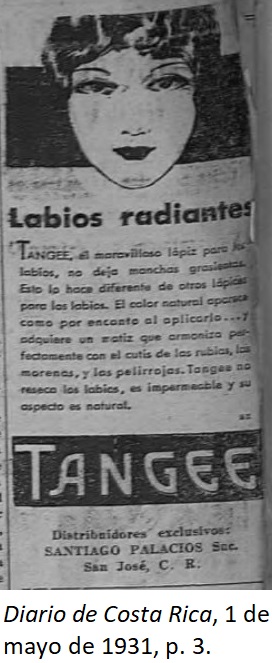 Labios radiantes
TANGEE, el maravilloso lápiz para los
labios, no deja manchas grasientas.
Esto lo hace diferente de otros lápices
para los labios. El color natural aparece
como por encanto al aplicarlo...y
adquiere un matiz que armoniza per-
fectamente con el cutis de las rubias, las
morenas, y las pelirrojas. Tangee no
reseca los labios, es impermeable y su
aspecto es natural.
TANGEE
Distribuidores exclusivos:
SANTIAGO PALACIOS Suc.
San José, C. R.
Diario de Costa Rica, 1 de
mayo de 1931, p. 3.